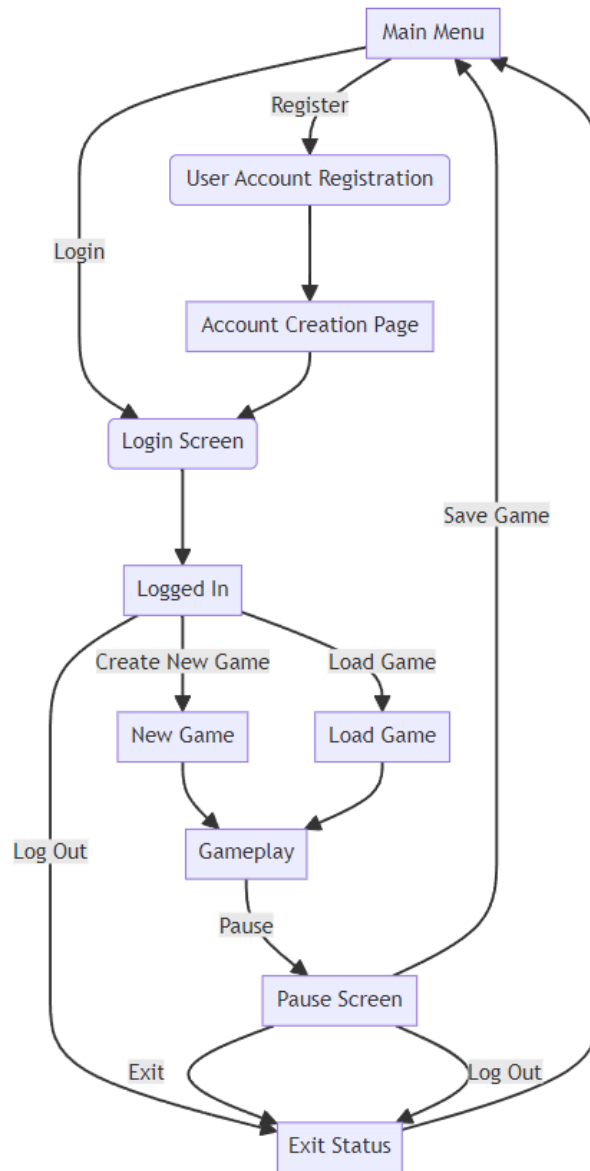 Main Menu
Register
User Account Registration
Login
Account Creation Page
Login Screen
Save Game
Logged In
Create New Game
Load Game
New Game
Load Game
Log Out
Gameplay
Pause
Pause Screen
Exit
Log Out
Exit Status